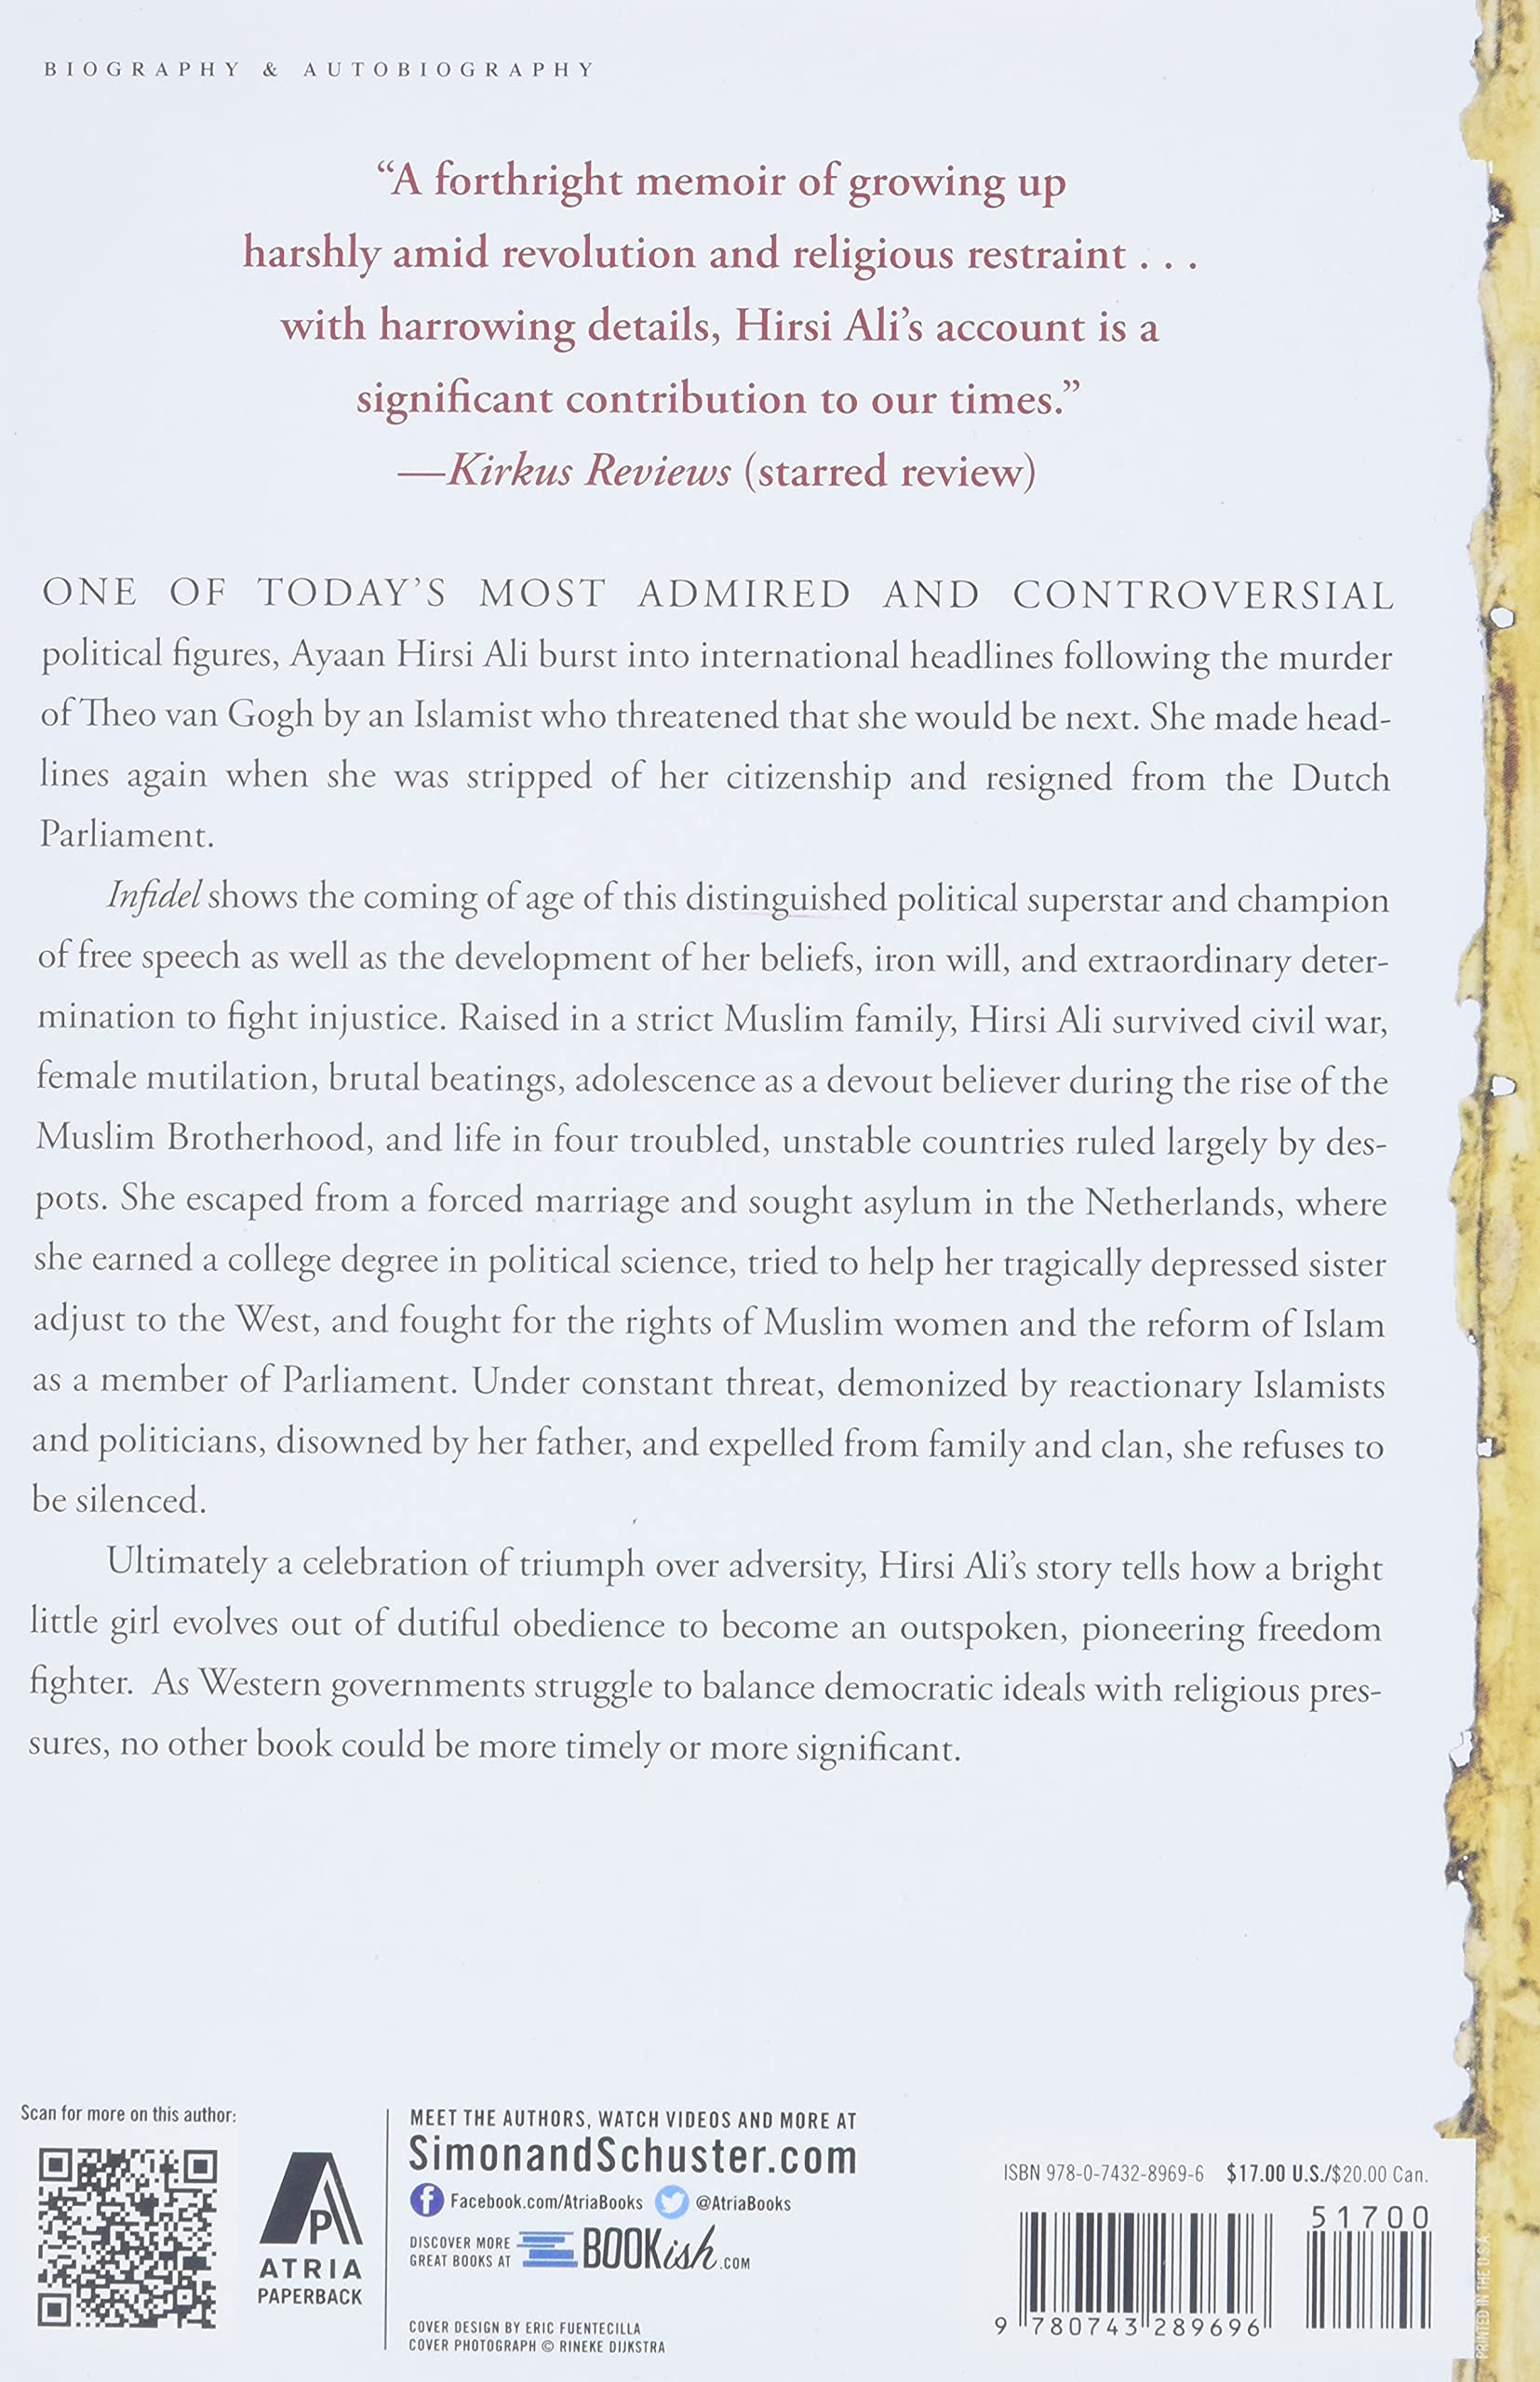 BIOGRAPHY & AUTOBIOGRAPHY
“A forthright memoir of growing up
harshly amid revolution and religious restraint . . .
with harrowing details, Hirsi Ali’s account is a
significant contribution to our times.”
—Kirkus Reviews (starred review)
ONE OF TODAY’S MOST ADMIRED AND CONTROVERSIAL
political figures, Ayaan Hirsi Ali burst into international headlines following the murder
of Theo van Gogh by an Islamist who threatened that she would be next. She made head-
lines again when she was stripped of her citizenship and resigned from the Dutch
Parliament.
Infidel shows the coming of age of this distinguished political superstar and champion
of free speech as well as the development of her beliefs, iron will, and extraordinary deter-
mination to fight injustice. Raised in a strict Muslim family, Hirsi Ali survived civil war,
female mutilation, brutal beatings, adolescence as a devout believer during the rise of the
Muslim Brotherhood, and life in four troubled, unstable countries ruled largely by des-
pots. She escaped from a forced marriage and sought asylum in the Netherlands, where
she earned a college degree in political science, tried to help her tragically depressed sister
adjust to the West, and fought for the rights of Muslim women and the reform of Islam
as a member of Parliament. Under constant threat, demonized by reactionary Islamists
and politicians, disowned by her father, and expelled from family and clan, she refuses to
be silenced.
Ultimately a celebration of triumph over adversity, Hirsi Ali’s story tells how a bright
little girl evolves out of dutiful obedience to become an outspoken, pioneering freedom
fighter. As Western governments struggle to balance democratic ideals with religious pres-
sures, no other book could be more timely or more significant.
Scan for more on this author:
AP
ATRIA
PAPERBACK
MEET THE AUTHORS, WATCH VIDEOS AND MORE AT
SimonandSchuster.com
f Facebook.com/AtriaBooks @AtriaBooks
DISCOVER MORE
GREAT BOOKS AT BOOKish.COM
COVER DESIGN BY ERIC FUENTECILLA
COVER PHOTOGRAPH © RINEKE DIJKSTRA
ISBN 978-0-7432-8969-6 $17.00 U.S./$20.00 Can.
51700
9 780743 289696
PRINTED IN THE U.S.A.